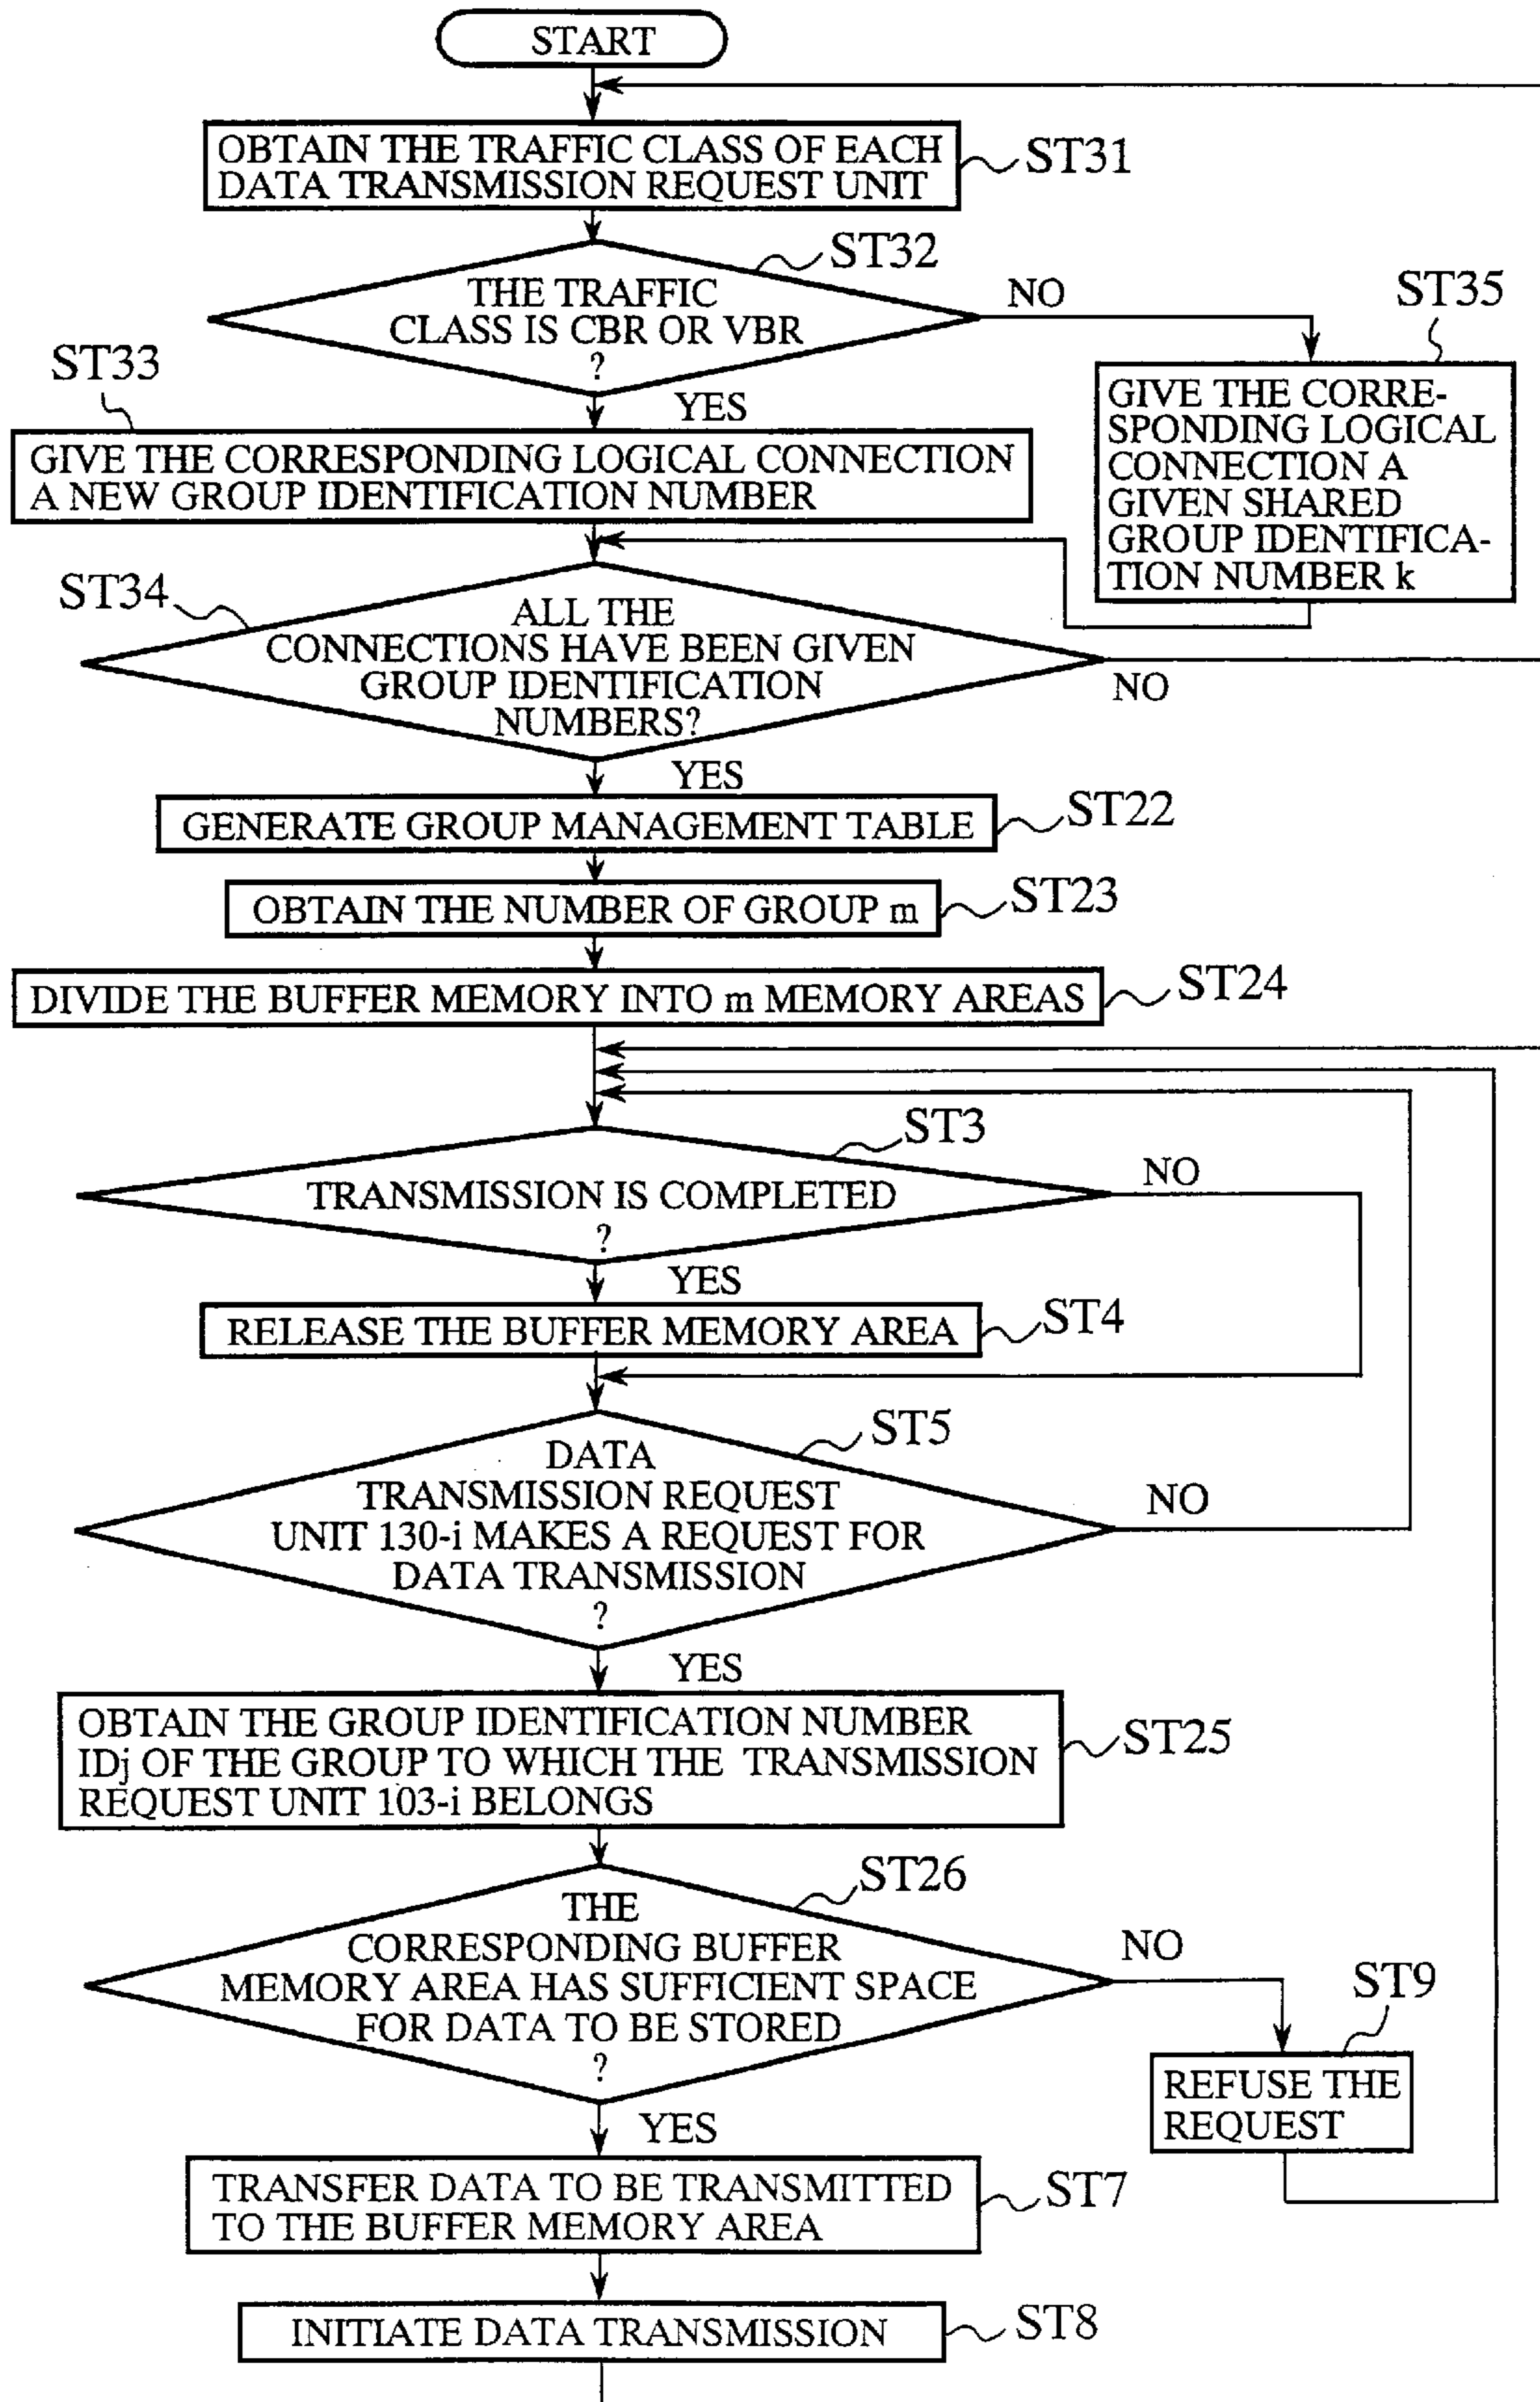 START
OBTAIN THE TRAFFIC CLASS OF EACH
DATA TRANSMISSION REQUEST UNIT
ST31
ST32
THE TRAFFIC
CLASS IS CBR OR VBR
?
NO
ST35
ST33
YES
GIVE THE CORRE-
SPONDING LOGICAL
CONNECTION A
GIVEN SHARED
GROUP IDENTIFICA-
TION NUMBER k
GIVE THE CORRESPONDING LOGICAL CONNECTION
A NEW GROUP IDENTIFICATION NUMBER
ST34
ALL THE
CONNECTIONS HAVE BEEN GIVEN
GROUP IDENTIFICATION
NUMBERS?
NO
YES
GENERATE GROUP MANAGEMENT TABLE
ST22
OBTAIN THE NUMBER OF GROUP m
ST23
DIVIDE THE BUFFER MEMORY INTO m MEMORY AREAS
ST24
ST3
TRANSMISSION IS COMPLETED
?
NO
YES
RELEASE THE BUFFER MEMORY AREA
ST4
ST5
DATA
TRANSMISSION REQUEST
UNIT 130-i MAKES A REQUEST FOR
DATA TRANSMISSION
?
NO
YES
OBTAIN THE GROUP IDENTIFICATION NUMBER
IDj OF THE GROUP TO WHICH THE TRANSMISSION
REQUEST UNIT 103-i BELONGS
ST25
ST26
THE
CORRESPONDING BUFFER
MEMORY AREA HAS SUFFICIENT SPACE
FOR DATA TO BE STORED
?
NO
ST9
REFUSE THE
REQUEST
YES
TRANSFER DATA TO BE TRANSMITTED
TO THE BUFFER MEMORY AREA
ST7
INITIATE DATA TRANSMISSION
ST8